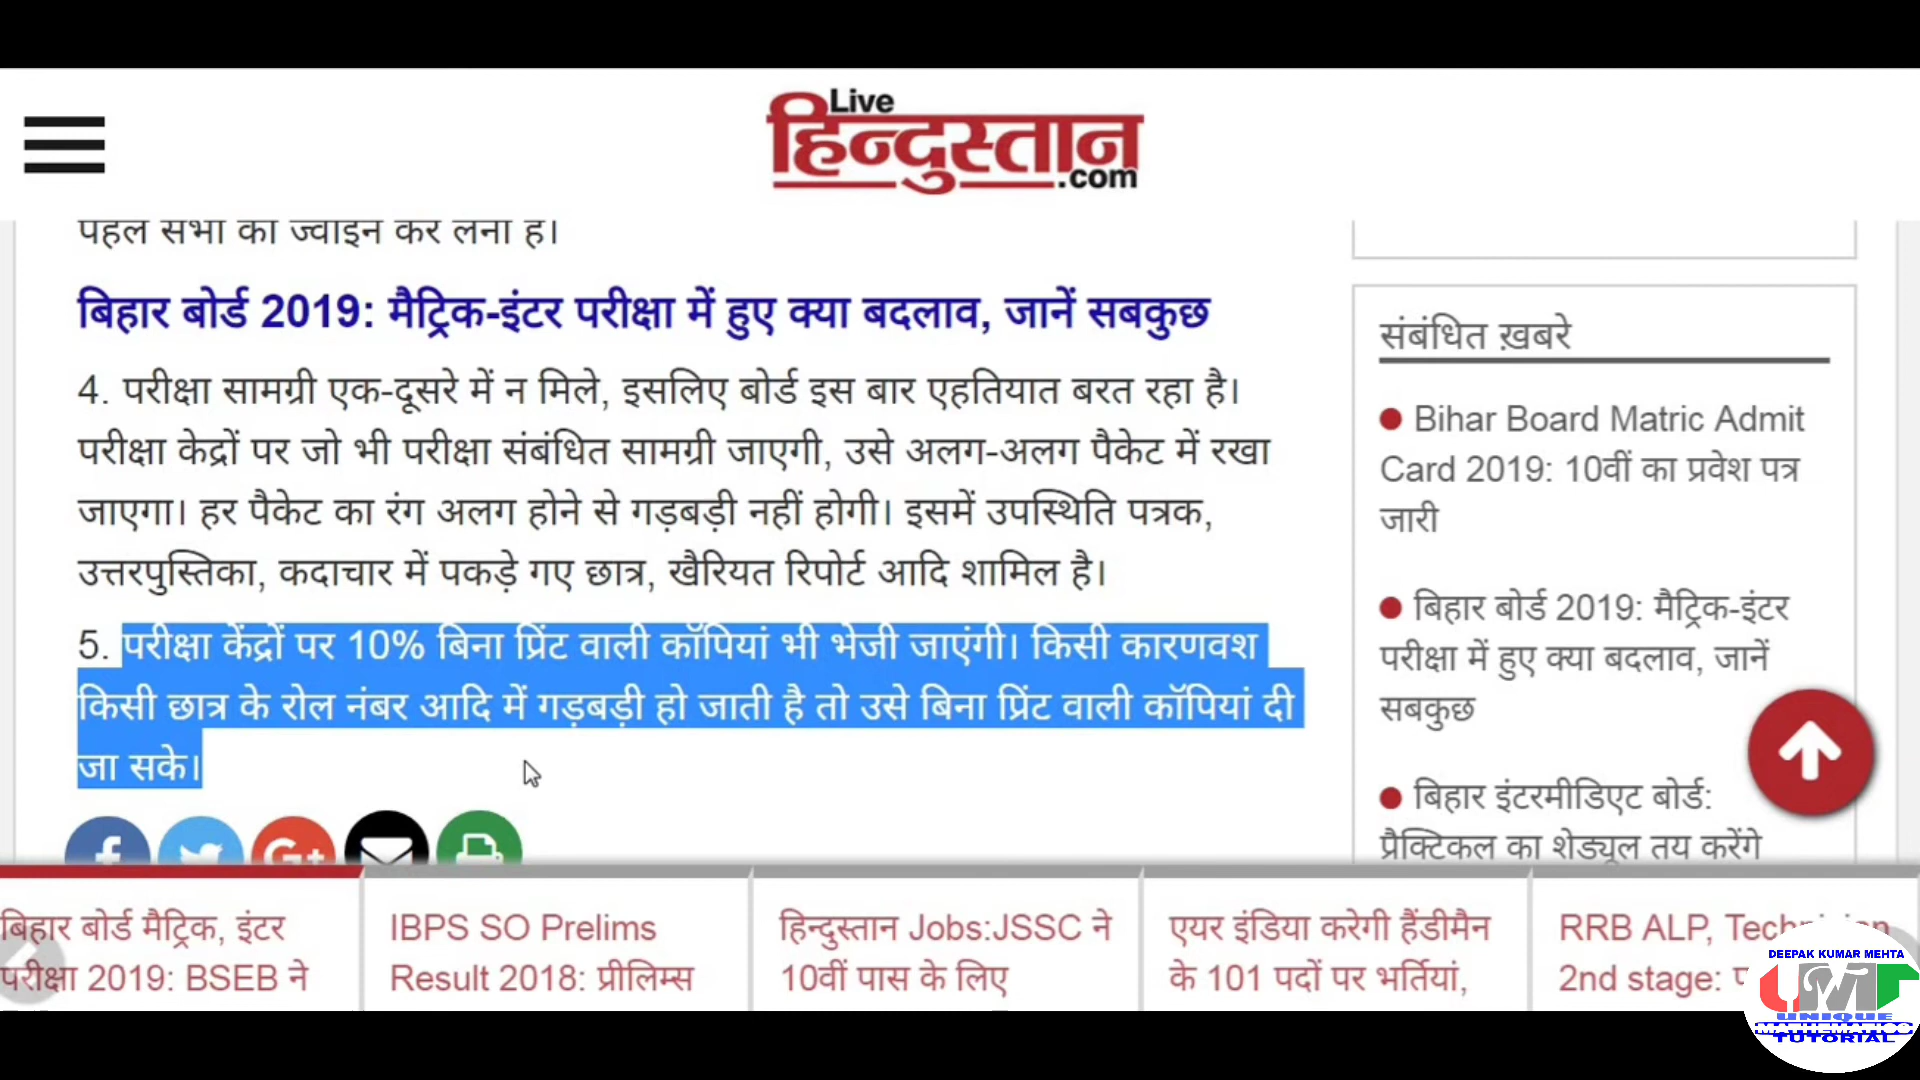 Live
हिन्दुस्तान
.com
पहले सभी को ज्वाइन कर लेना है।
बिहार बोर्ड 2019: मैट्रिक-इंटर परीक्षा में हुए क्या बदलाव, जानें सबकुछ
4. परीक्षा सामग्री एक-दूसरे में न मिले, इसलिए बोर्ड इस बार एहतियात बरत रहा है।
परीक्षा केद्रों पर जो भी परीक्षा संबंधित सामग्री जाएगी, उसे अलग-अलग पैकेट में रखा
जाएगा। हर पैकेट का रंग अलग होने से गड़बड़ी नहीं होगी। इसमें उपस्थिति पत्रक,
उत्तरपुस्तिका, कदाचार में पकड़े गए छात्र, खैरियत रिपोर्ट आदि शामिल है।
5. परीक्षा केंद्रों पर 10% बिना प्रिंट वाली कॉपियां भी भेजी जाएंगी। किसी कारणवश
किसी छात्र के रोल नंबर आदि में गड़बड़ी हो जाती है तो उसे बिना प्रिंट वाली कॉपियां दी
जा सके।
संबंधित ख़बरे
Bihar Board Matric Admit
Card 2019: 10वीं का प्रवेश पत्र
जारी
बिहार बोर्ड 2019: मैट्रिक-इंटर
परीक्षा में हुए क्या बदलाव, जानें
सबकुछ
बिहार इंटरमीडिएट बोर्ड:
प्रैक्टिकल का शेड्यूल तय करेंगे
बिहार बोर्ड मैट्रिक, इंटर
परीक्षा 2019: BSEB ने
IBPS SO Prelims
Result 2018: प्रीलिम्स
हिन्दुस्तान Jobs:JSSC ने
10वीं पास के लिए
एयर इंडिया करेगी हैंडीमैन
के 101 पदों पर भर्तियां,
RRB ALP, Technician
2nd stage:
DEEPAK KUMAR MEHTA
UMT
UNIQUE
MATHEMATICS
TUTORIAL